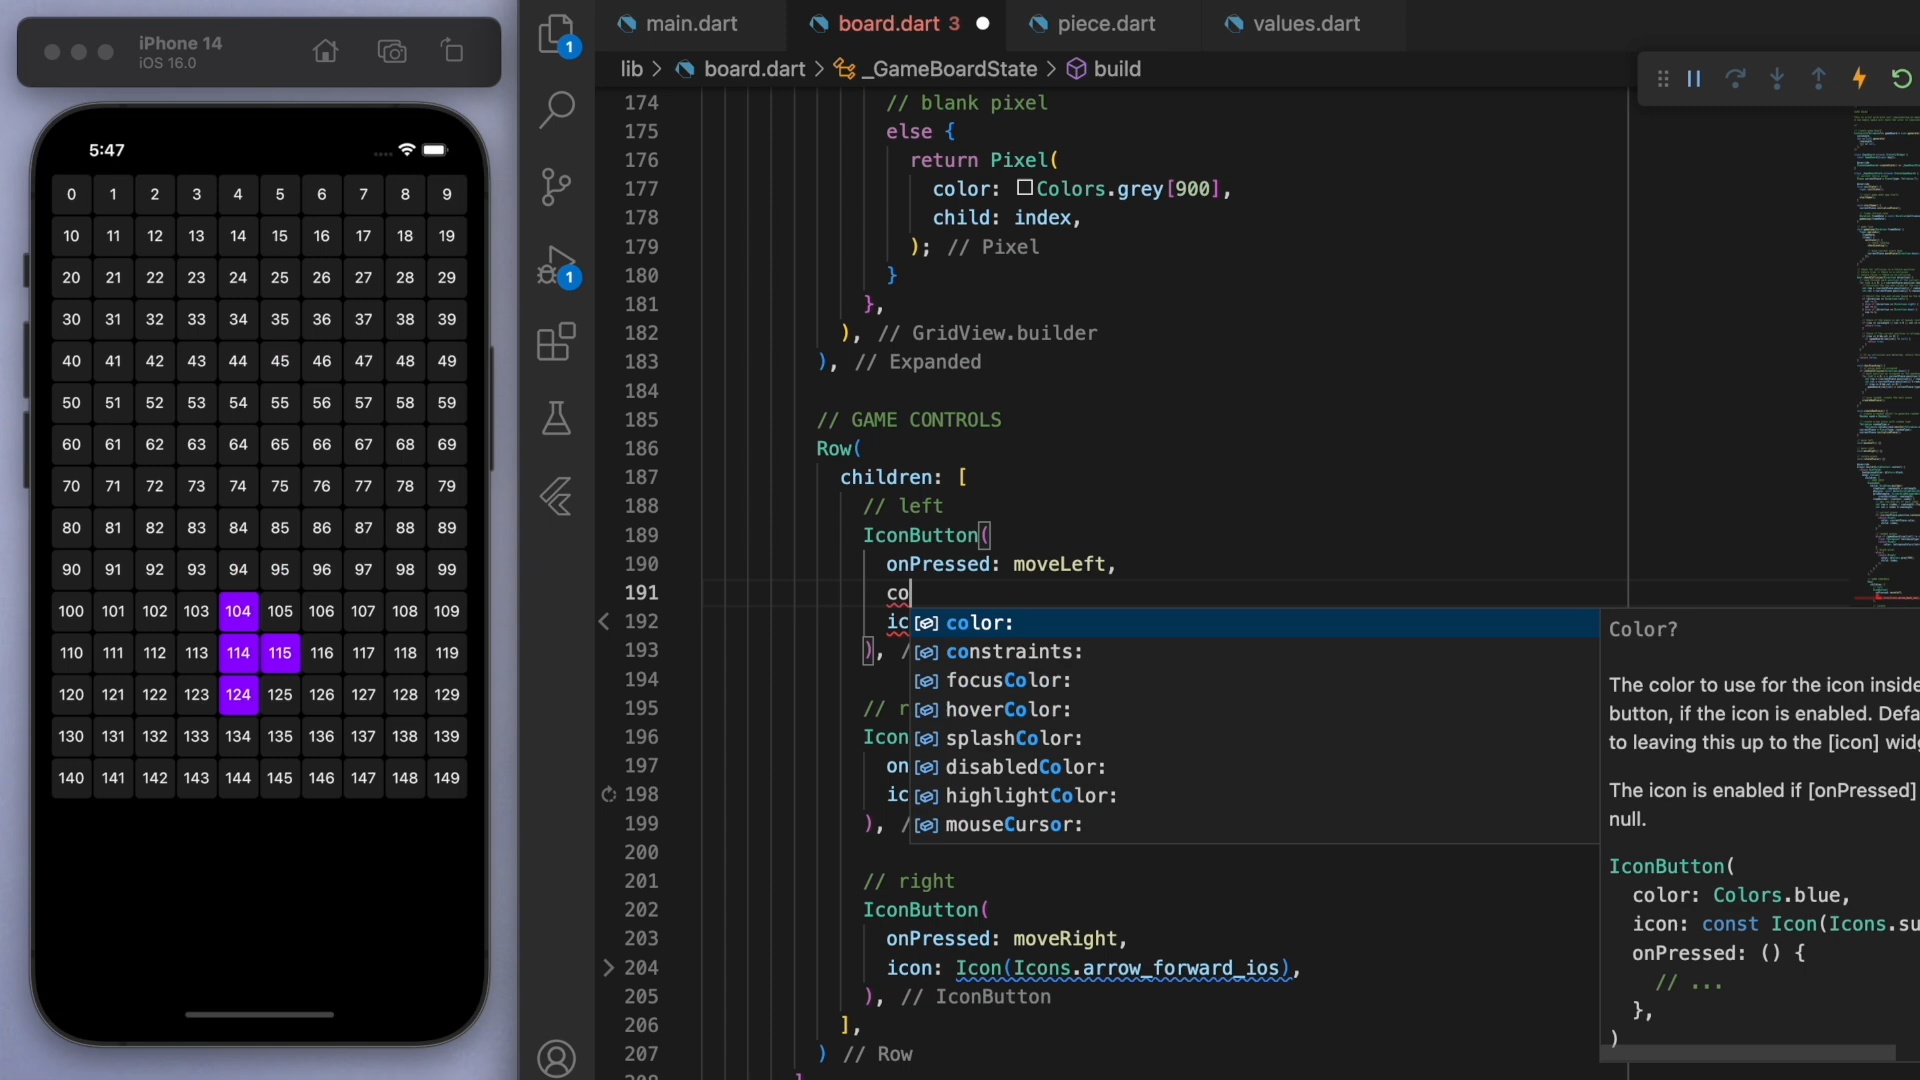 iPhone 14
iOS 16.0
5:47
0 1 2 3 4 5 6 7 8 9
10 11 12 13 14 15 16 17 18 19
20 21 22 23 24 25 26 27 28 29
30 31 32 33 34 35 36 37 38 39
40 41 42 43 44 45 46 47 48 49
50 51 52 53 54 55 56 57 58 59
60 61 62 63 64 65 66 67 68 69
70 71 72 73 74 75 76 77 78 79
80 81 82 83 84 85 86 87 88 89
90 91 92 93 94 95 96 97 98 99
100 101 102 103 104 105 106 107 108 109
110 111 112 113 114 115 116 117 118 119
120 121 122 123 124 125 126 127 128 129
130 131 132 133 134 135 136 137 138 139
140 141 142 143 144 145 146 147 148 149
1
1
main.dart board.dart 3 piece.dart values.dart
lib > board.dart > _GameBoardState > build
174 // blank pixel
175 else {
176 return Pixel(
177 color: Colors.grey[900],
178 child: index,
179 ); // Pixel
180 }
181 },
182 ), // GridView.builder
183 ), // Expanded
184
185 // GAME CONTROLS
186 Row(
187 children: [
188 // left
189 IconButton(
190 onPressed: moveLeft,
191 co
192 ic
193 ), /
194
195 // r
196 Icon
197 on
198 ic
199 ), /
200
201 // right
202 IconButton(
203 onPressed: moveRight,
204 icon: Icon(Icons.arrow_forward_ios),
205 ), // IconButton
206 ],
207 ) // Row
color:
constraints:
focusColor:
hoverColor:
splashColor:
disabledColor:
highlightColor:
mouseCursor:
Color?
The color to use for the icon inside
button, if the icon is enabled. Defa
to leaving this up to the [icon] widg
The icon is enabled if [onPressed]
null.
IconButton(
color: Colors.blue,
icon: const Icon(Icons.su
onPressed: () {
// ...
},
)